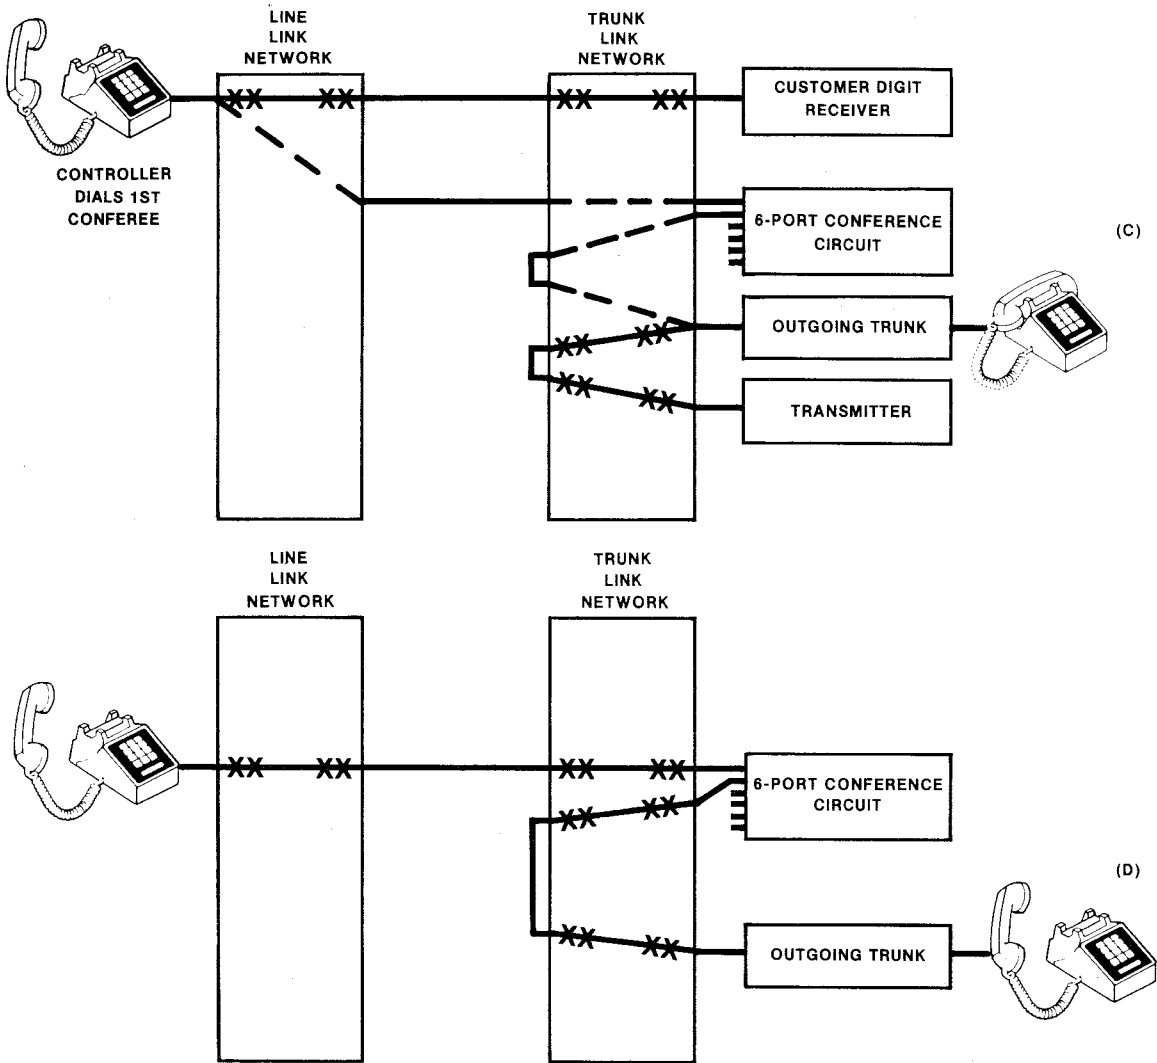 LINE
LINK
NETWORK
TRUNK
LINK
NETWORK
CUSTOMER DIGIT
RECEIVER
CONTROLLER
DIALS 1ST
CONFEREE
6-PORT CONFERENCE
CIRCUIT
(C)
OUTGOING TRUNK
TRANSMITTER
LINE
LINK
NETWORK
TRUNK
LINK
NETWORK
6-PORT CONFERENCE
CIRCUIT
(D)
OUTGOING TRUNK